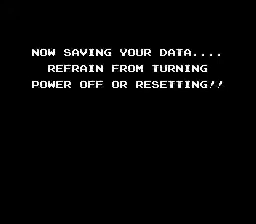 NOW SAVING YOUR DATA....
REFRAIN FROM TURNING
POWER OFF OR RESETTING!!